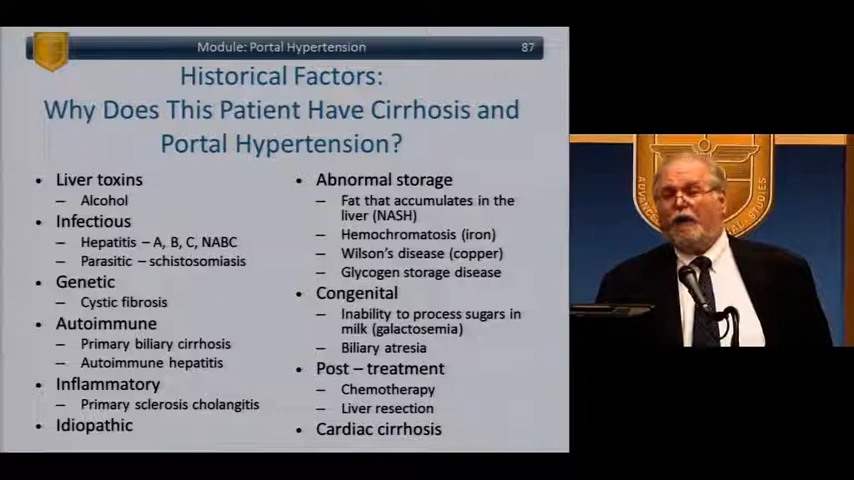 Module: Portal Hypertension
87
Historical Factors:
Why Does This Patient Have Cirrhosis and
Portal Hypertension?
• Liver toxins
– Alcohol
• Infectious
– Hepatitis – A, B, C, NABC
– Parasitic – schistosomiasis
• Genetic
– Cystic fibrosis
• Autoimmune
– Primary biliary cirrhosis
– Autoimmune hepatitis
• Inflammatory
– Primary sclerosis cholangitis
• Idiopathic
• Abnormal storage
– Fat that accumulates in the
liver (NASH)
– Hemochromatosis (iron)
– Wilson's disease (copper)
– Glycogen storage disease
• Congenital
– Inability to process sugars in
milk (galactosemia)
– Biliary atresia
• Post – treatment
– Chemotherapy
– Liver resection
• Cardiac cirrhosis